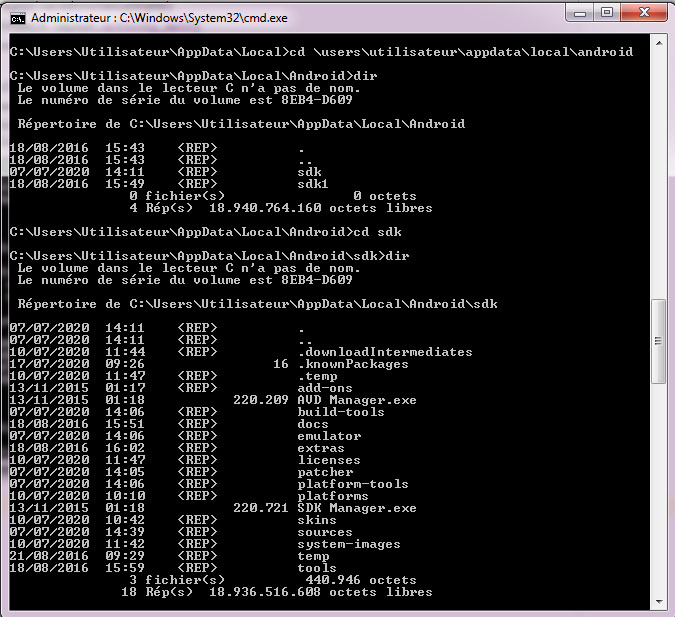 Administrateur : C:\Windows\System32\cmd.exe
C:\Users\Utilisateur\AppData\Local>cd \users\utilisateur\appdata\local\android
C:\Users\Utilisateur\AppData\Local\Android>dir
Le volume dans le lecteur C n'a pas de nom.
Le numéro de série du volume est 8EB4-D609
Répertoire de C:\Users\Utilisateur\AppData\Local\Android
18/08/2016  15:43    <REP>          .
18/08/2016  15:43    <REP>          ..
07/07/2020  14:11    <REP>          sdk
18/08/2016  15:49    <REP>          sdk1
0 fichier(s)                0 octets
4 Rép(s)  18.940.764.160 octets libres
C:\Users\Utilisateur\AppData\Local\Android>cd sdk
C:\Users\Utilisateur\AppData\Local\Android\sdk>dir
Le volume dans le lecteur C n'a pas de nom.
Le numéro de série du volume est 8EB4-D609
Répertoire de C:\Users\Utilisateur\AppData\Local\Android\sdk
07/07/2020  14:11    <REP>          .
07/07/2020  14:11    <REP>          ..
10/07/2020  11:44    <REP>          .downloadIntermediates
17/07/2020  09:26                16 .knownPackages
10/07/2020  11:47    <REP>          .temp
13/11/2015  01:17    <REP>          add-ons
13/11/2015  01:18           220.209 AVD Manager.exe
07/07/2020  14:06    <REP>          build-tools
18/08/2016  15:51    <REP>          docs
07/07/2020  14:06    <REP>          emulator
18/08/2016  16:02    <REP>          extras
10/07/2020  11:47    <REP>          licenses
07/07/2020  14:05    <REP>          patcher
07/07/2020  14:06    <REP>          platform-tools
10/07/2020  10:10    <REP>          platforms
13/11/2015  01:18           220.721 SDK Manager.exe
10/07/2020  10:42    <REP>          skins
07/07/2020  14:39    <REP>          sources
10/07/2020  11:42    <REP>          system-images
21/08/2016  09:29    <REP>          temp
18/08/2016  15:59    <REP>          tools
3 fichier(s)          440.946 octets
18 Rép(s)  18.936.516.608 octets libres